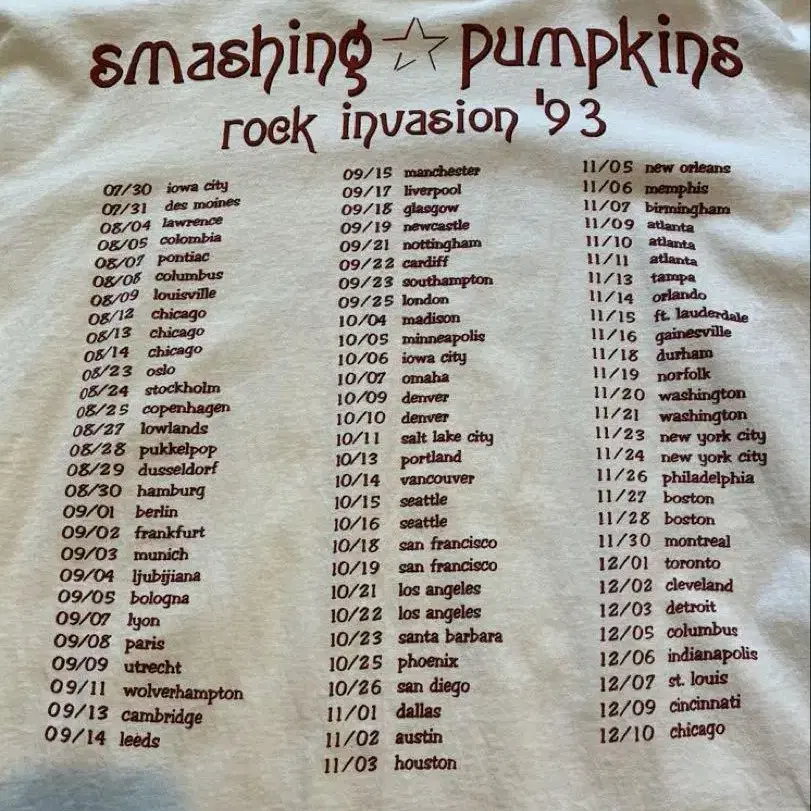 smashing pumpkins
rock invasion '93
07/30 iowa city
07/31 des moines
08/04 lawrence
08/05 colombia
08/07 pontiac
08/08 columbus
08/09 louisville
08/12 chicago
08/13 chicago
08/14 chicago
08/23 oslo
08/24 stockholm
08/25 copenhagen
08/27 lowlands
08/28 pukkelpop
08/29 dusseldorf
08/30 hamburg
09/01 berlin
09/02 frankfurt
09/03 munich
09/04 ljubijiana
09/05 bologna
09/07 lyon
09/08 paris
09/09 utrecht
09/11 wolverhampton
09/13 cambridge
09/14 leeds
09/15 manchester
09/17 liverpool
09/18 glasgow
09/19 newcastle
09/21 nottingham
09/22 cardiff
09/23 southampton
09/25 london
10/04 madison
10/05 minneapolis
10/06 iowa city
10/07 omaha
10/09 denver
10/10 denver
10/11 salt lake city
10/13 portland
10/14 vancouver
10/15 seattle
10/16 seattle
10/18 san francisco
10/19 san francisco
10/21 los angeles
10/22 los angeles
10/23 santa barbara
10/25 phoenix
10/26 san diego
11/01 dallas
11/02 austin
11/03 houston
11/05 new orleans
11/06 memphis
11/07 birmingham
11/09 atlanta
11/10 atlanta
11/11 atlanta
11/13 tampa
11/14 orlando
11/15 ft. lauderdale
11/16 gainesville
11/18 durham
11/19 norfolk
11/20 washington
11/21 washington
11/23 new york city
11/24 new york city
11/26 philadelphia
11/27 boston
11/28 boston
11/30 montreal
12/01 toronto
12/02 cleveland
12/03 detroit
12/05 columbus
12/06 indianapolis
12/07 st. louis
12/09 cincinnati
12/10 chicago